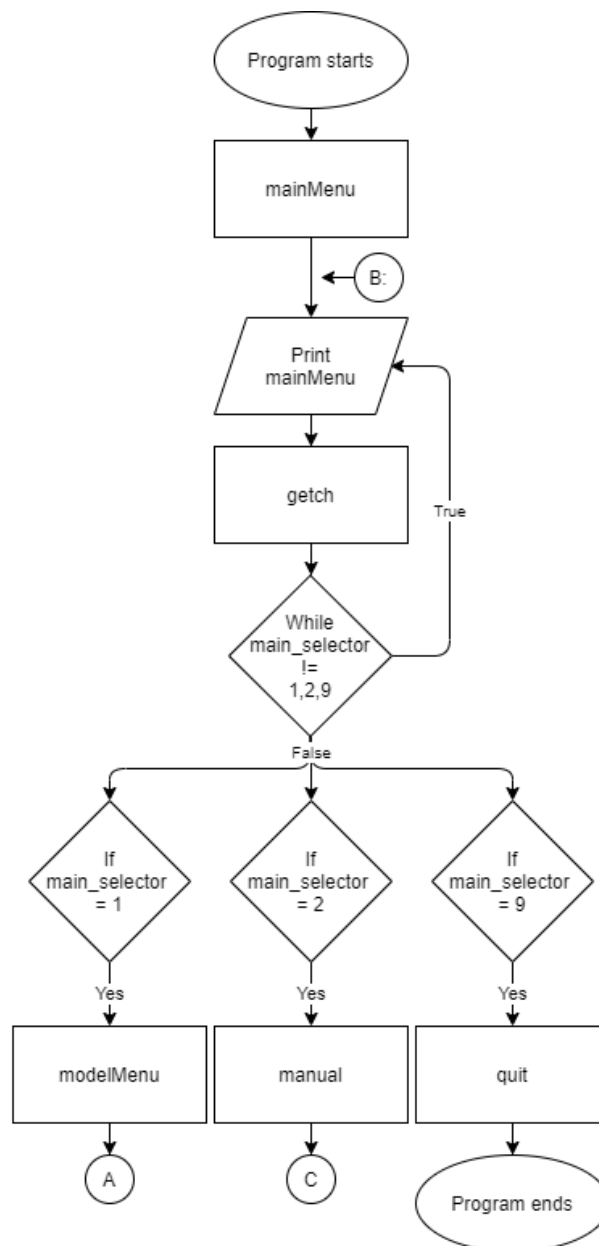 Program starts
mainMenu
B:
Print
mainMenu
getch
True
While
main_selector
!=
1,2,9
False
If
main_selector
= 1
If
main_selector
= 2
If
main_selector
= 9
Yes
Yes
Yes
modelMenu
manual
quit
A
C
Program ends